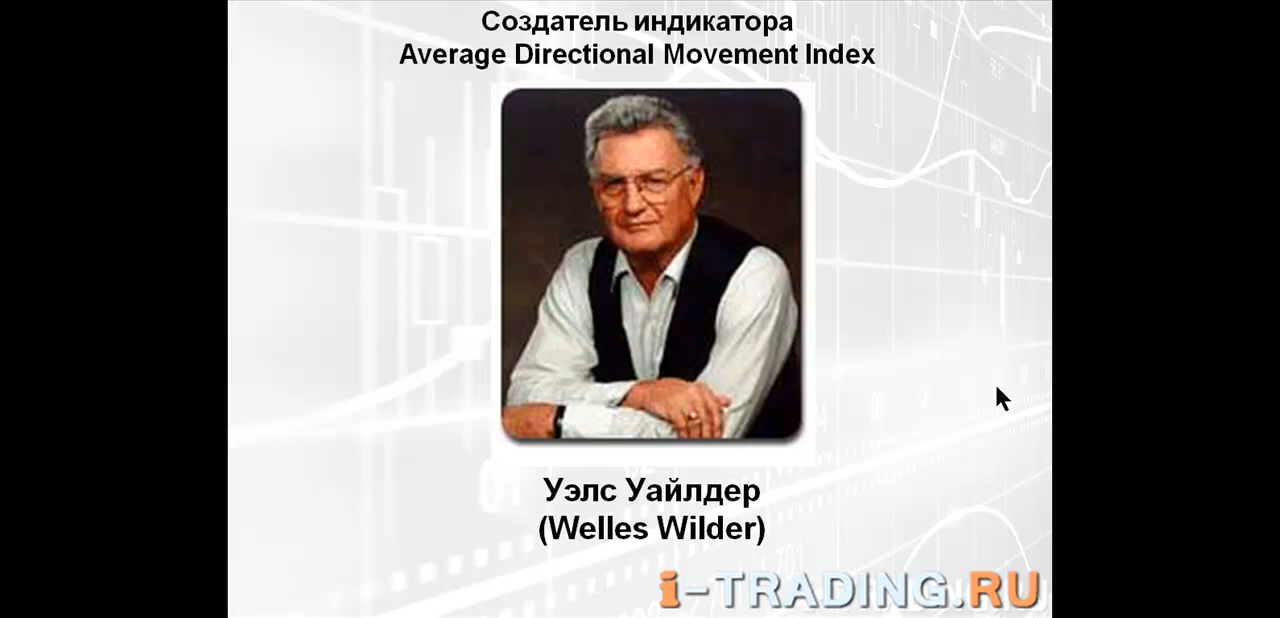 Создатель индикатора
Average Directional Movement Index
Уэлс Уайлдер
(Welles Wilder)
i-TRADING.RU